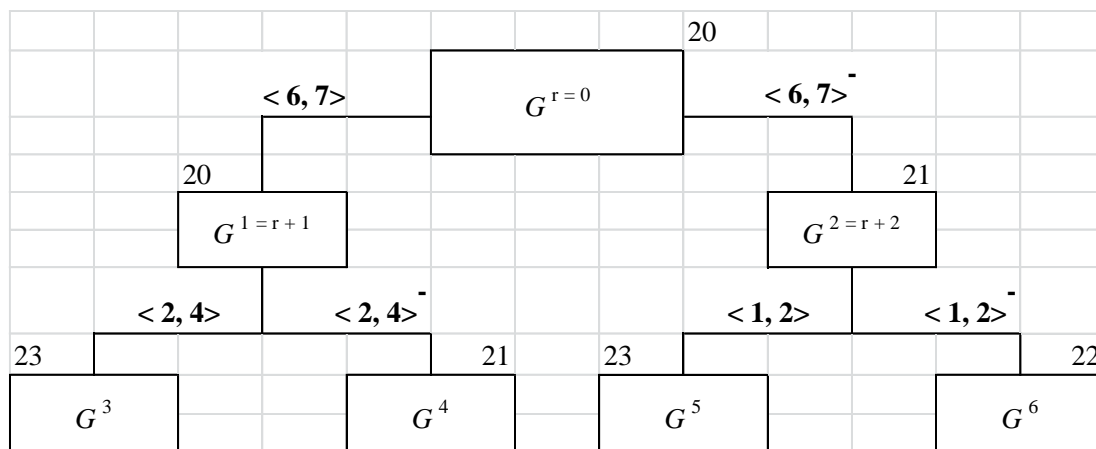 20
< 6, 7>
G^{r = 0}
< 6, 7>^-
20
21
G^{1 = r + 1}
G^{2 = r + 2}
< 2, 4>
< 2, 4>^-
< 1, 2>
< 1, 2>^-
23
21
23
22
G^3
G^4
G^5
G^6